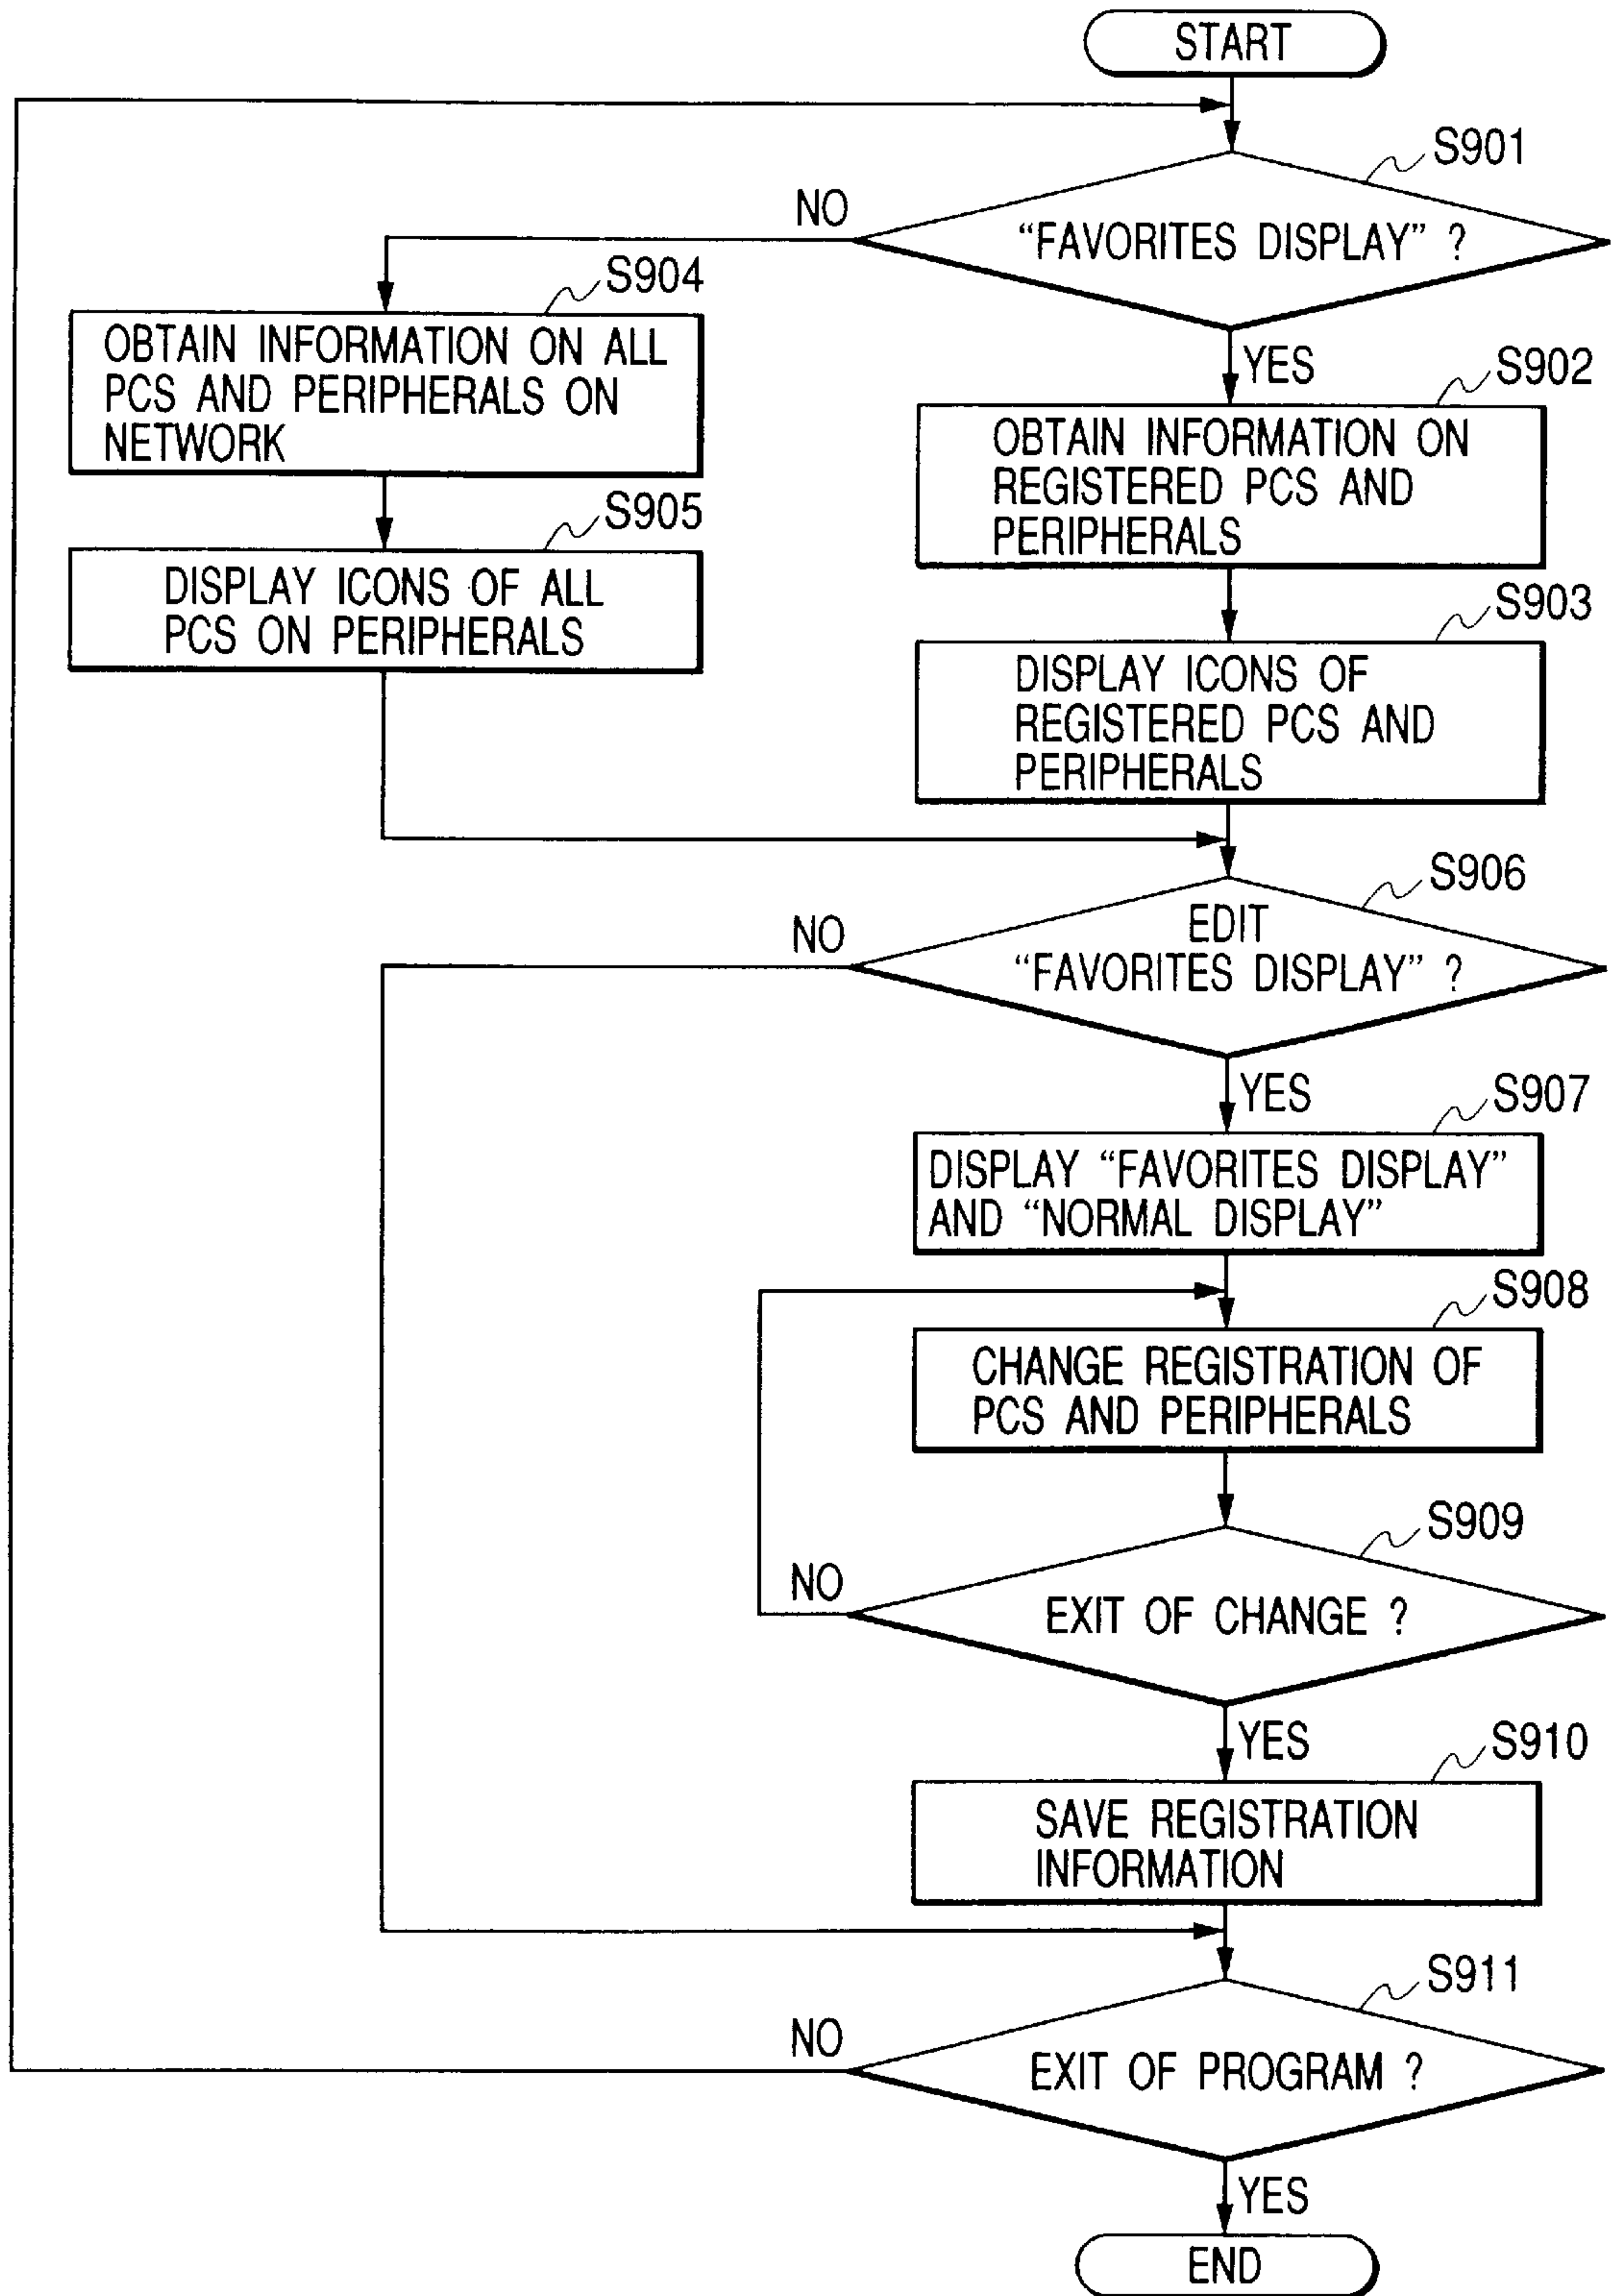 START
S901
NO
“FAVORITES DISPLAY” ?
S904
OBTAIN INFORMATION ON ALL
PCS AND PERIPHERALS ON
NETWORK
YES
S902
OBTAIN INFORMATION ON
REGISTERED PCS AND
PERIPHERALS
S905
DISPLAY ICONS OF ALL
PCS ON PERIPHERALS
S903
DISPLAY ICONS OF
REGISTERED PCS AND
PERIPHERALS
S906
NO
EDIT
“FAVORITES DISPLAY” ?
YES
S907
DISPLAY “FAVORITES DISPLAY”
AND “NORMAL DISPLAY”
S908
CHANGE REGISTRATION OF
PCS AND PERIPHERALS
S909
NO
EXIT OF CHANGE ?
YES
S910
SAVE REGISTRATION
INFORMATION
S911
NO
EXIT OF PROGRAM ?
YES
END